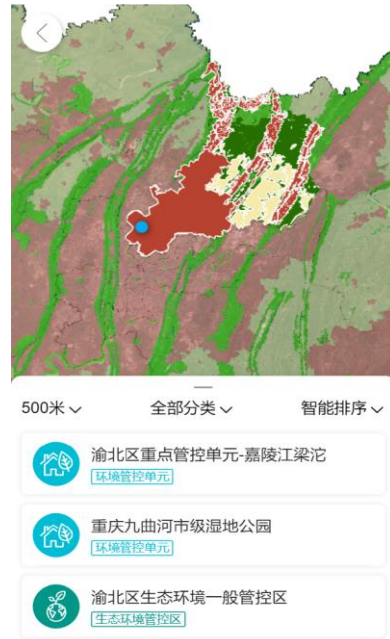 500米
全部分类
智能排序
渝北区重点管控单元-嘉陵江梁沱
环境管控单元
重庆九曲河市级湿地公园
环境管控单元
渝北区生态环境一般管控区
生态环境管控区